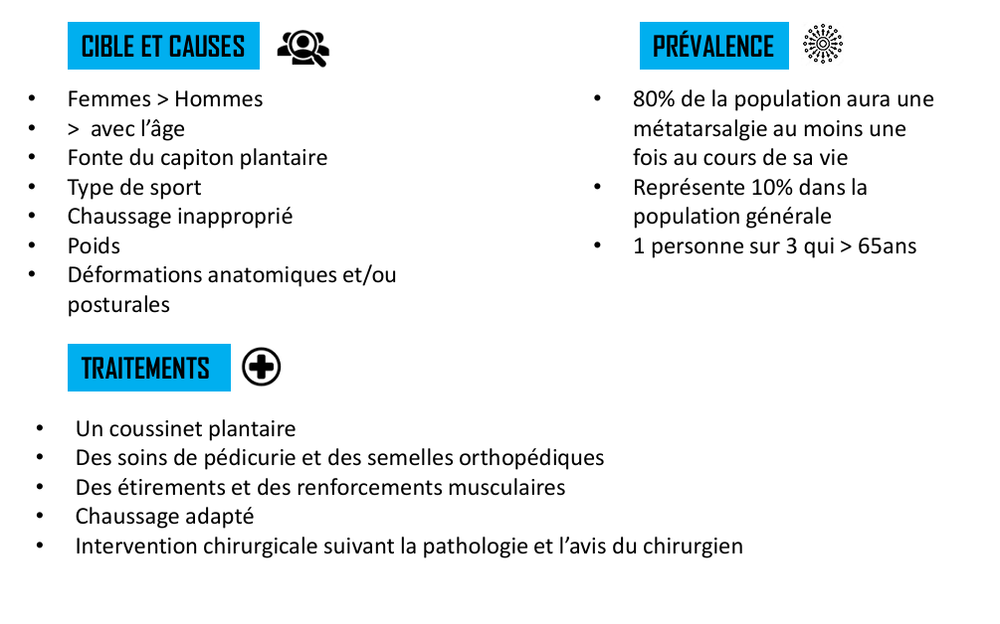 CIBLE ET CAUSES
• Femmes > Hommes
• > avec l’âge
• Fonte du capiton plantaire
• Type de sport
• Chaussage inapproprié
• Poids
• Déformations anatomiques et/ou
posturales
PRÉVALENCE
• 80% de la population aura une
métatarsalgie au moins une
fois au cours de sa vie
• Représente 10% dans la
population générale
• 1 personne sur 3 qui > 65ans
TRAITEMENTS
• Un coussinet plantaire
• Des soins de pédicurie et des semelles orthopédiques
• Des étirements et des renforcements musculaires
• Chaussage adapté
• Intervention chirurgicale suivant la pathologie et l’avis du chirurgien